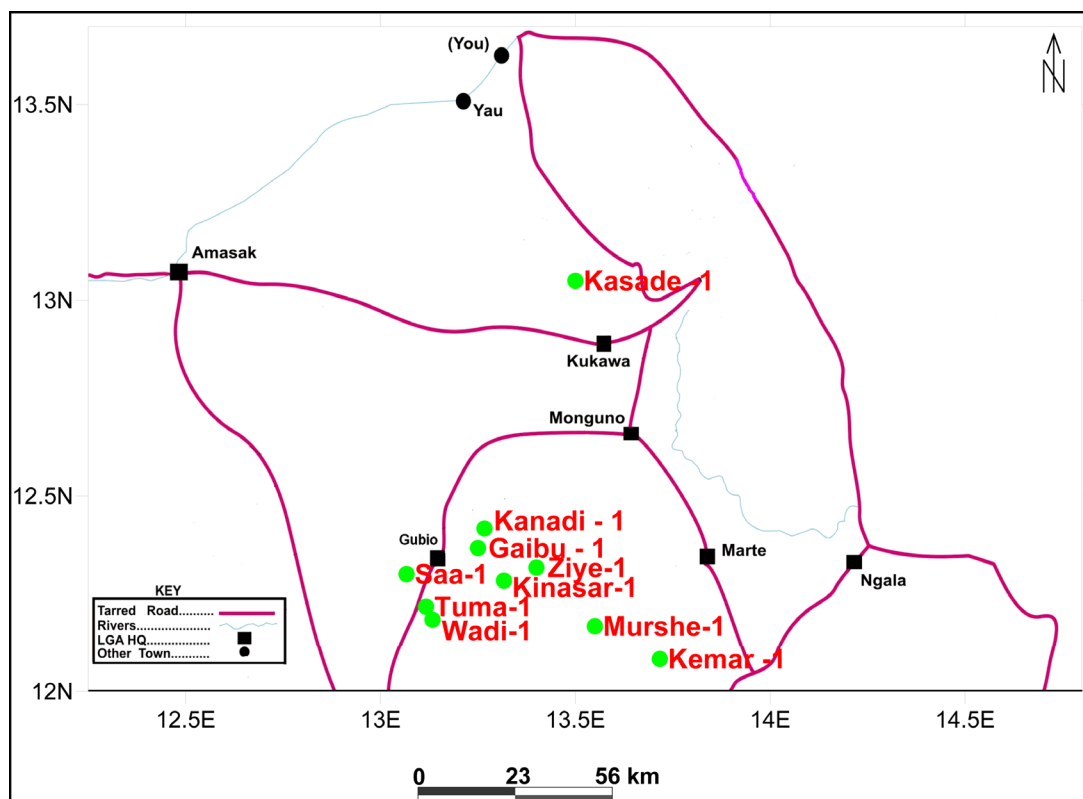 (You)
N
13.5N
Yau
Amasak
Kasade -1
13N
Kukawa
Monguno
12.5N
Kanadi - 1
Gubio
Gaibu - 1
Marte
Saa-1
Ziye-1
Ngala
Kinasar-1
KEY
Tarred Road..........
Rivers.......................
LGA HQ....................
Other Town...........
Tuma-1
Wadi-1
Murshe-1
Kemar -1
12N
12.5E
13E
13.5E
14E
14.5E
0
23
56 km